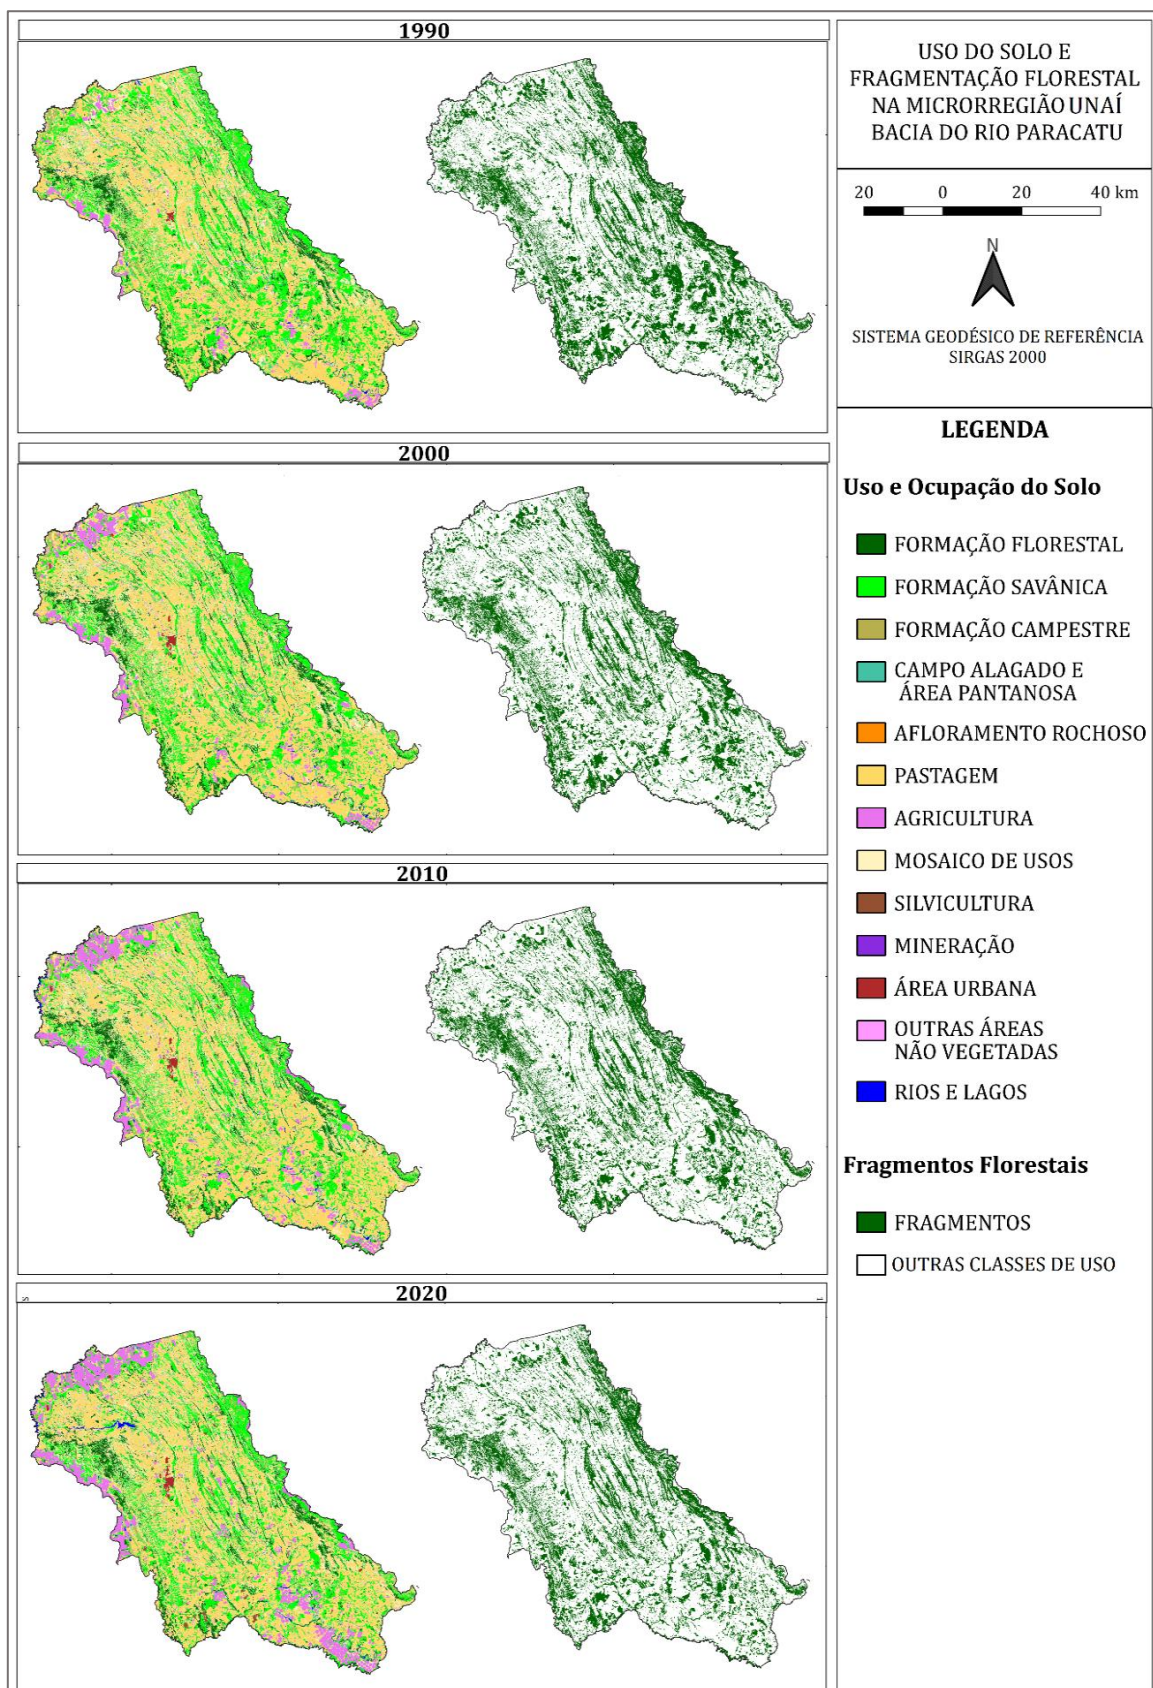 1990
2000
2010
2020
USO DO SOLO E
FRAGMENTAÇÃO FLORESTAL
NA MICRORREGIÃO UNAÍ
BACIA DO RIO PARACATU
20 0 20 40 km
N
SISTEMA GEODÉSICO DE REFERÊNCIA
SIRGAS 2000
LEGENDA
Uso e Ocupação do Solo
FORMAÇÃO FLORESTAL
FORMAÇÃO SAVÂNICA
FORMAÇÃO CAMPESTRE
CAMPO ALAGADO E
ÁREA PANTANOSA
AFLORAMENTO ROCHOSO
PASTAGEM
AGRICULTURA
MOSAICO DE USOS
SILVICULTURA
MINERAÇÃO
ÁREA URBANA
OUTRAS ÁREAS
NÃO VEGETADAS
RIOS E LAGOS
Fragmentos Florestais
FRAGMENTOS
OUTRAS CLASSES DE USO